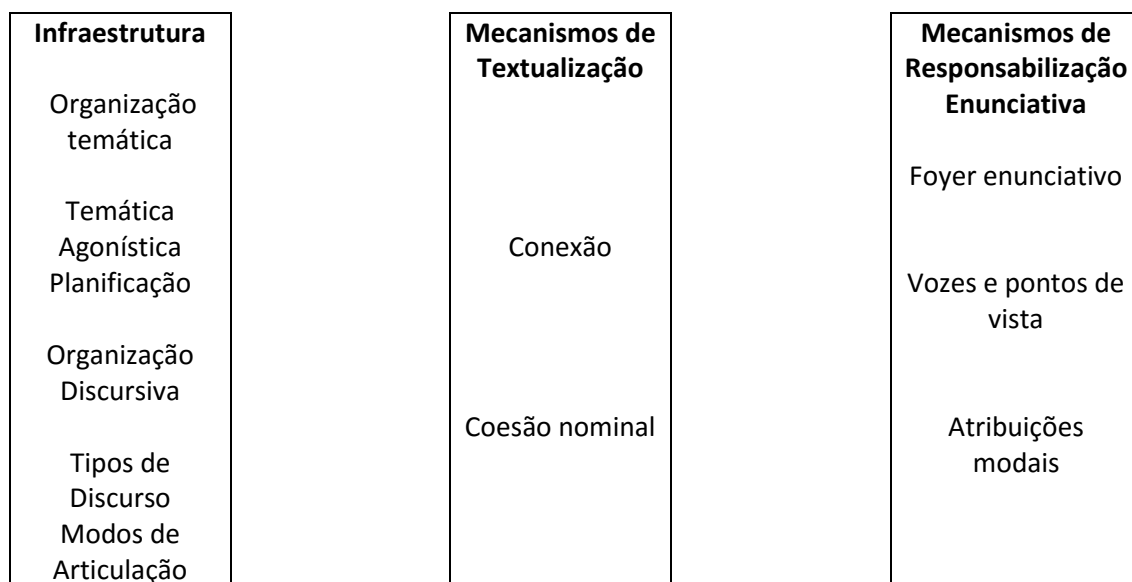 Infraestrutura
Organização
temática
Temática
Agonística
Planificação
Organização
Discursiva
Tipos de
Discurso
Modos de
Articulação
Mecanismos de
Textualização
Conexão
Coesão nominal
Mecanismos de
Responsabilização
Enunciativa
Foyer enunciativo
Vozes e pontos de
vista
Atribuições
modais